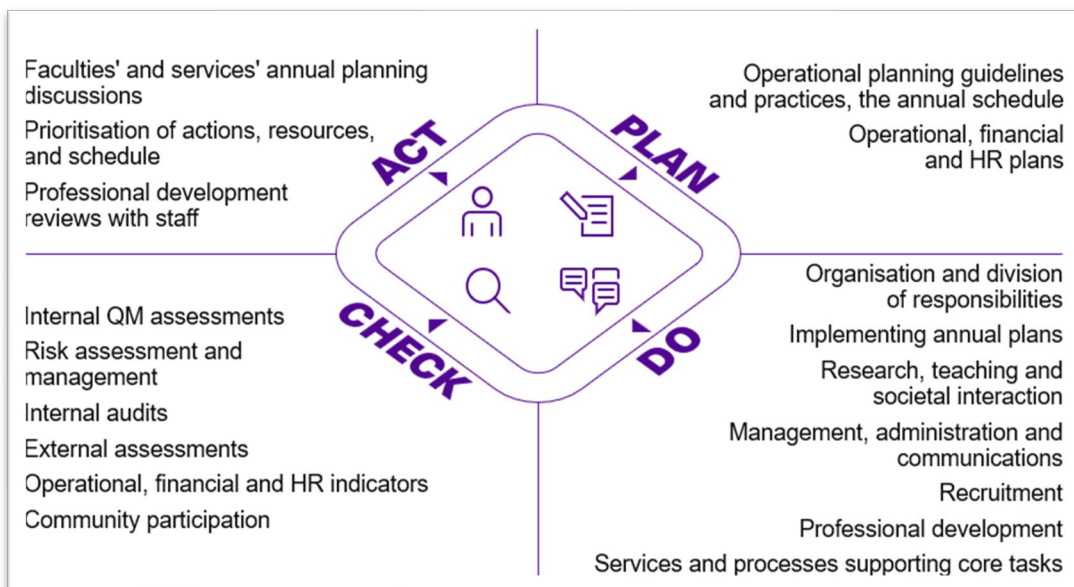 Faculties' and services' annual planning
discussions
Prioritisation of actions, resources,
and schedule
Professional development
reviews with staff
ACT
PLAN
Operational planning guidelines
and practices, the annual schedule
Operational, financial
and HR plans
Internal QM assessments
Risk assessment and
management
Internal audits
External assessments
Operational, financial and HR indicators
Community participation
CHECK
DO
Organisation and division
of responsibilities
Implementing annual plans
Research, teaching and
societal interaction
Management, administration and
communications
Recruitment
Professional development
Services and processes supporting core tasks